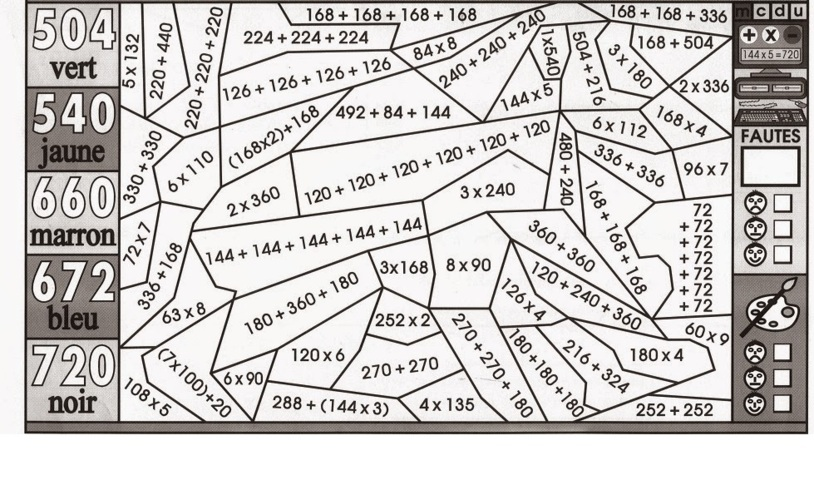 504
vert
540
jaune
660
marron
672
bleu
720
noir
5 x 132
220 + 440
220 + 220 + 220
168 + 168 + 168 + 168
168 + 168 + 336
224 + 224 + 224
84 x 8
240 + 240 + 240
1x540
504 + 216
3 x 180
168 + 504
126 + 126 + 126 + 126 + 126
144 x 5
2 x 336
492 + 84 + 144
(168x2)+168
6 x 112
168 x 4
330 + 330
6 x 110
120 + 120 + 120 + 120 + 120 + 120
480 + 240
336 + 336
96 x 7
2 x 360
3 x 240
168 + 168 + 168
72
+ 72
+ 72
+ 72
+ 72
+ 72
+ 72
72 x 7
336 + 168
144 + 144 + 144 + 144 + 144
360 + 360
3x168
8 x 90
120 + 240 + 360
126 x 4
63 x 8
180 + 360 + 180
252 x 2
270 + 270 + 180
60 x 9
120 x 6
270 + 270
180 + 180 + 180
216 + 324
180 x 4
(7x100)+20
6 x 90
108 x 5
288 + (144 x 3)
4 x 135
252 + 252
m c d u
+ x -
144 x 5 =720
FAUTES